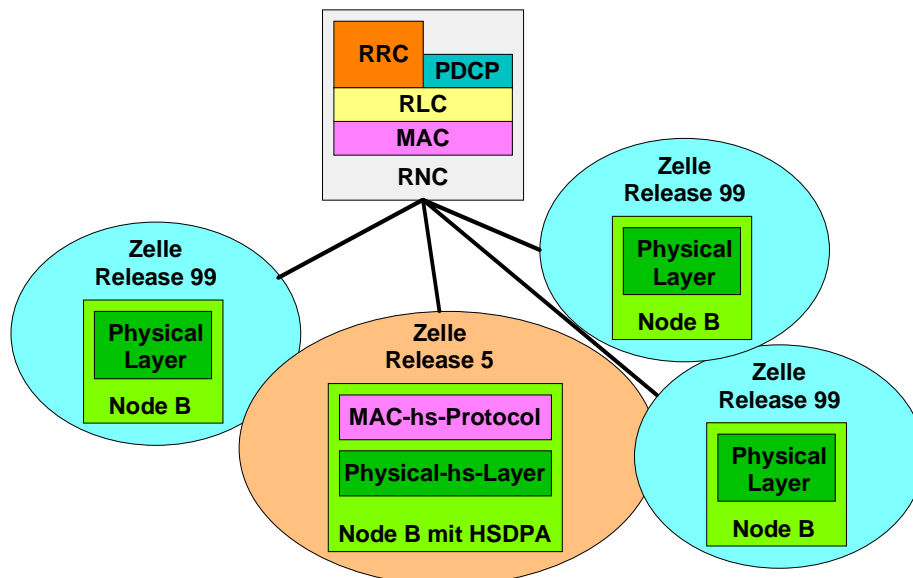 RRC
PDCP
RLC
MAC
RNC
Zelle
Release 99
Physical
Layer
Node B
Zelle
Release 99
Physical
Layer
Node B
Zelle
Release 5
MAC-hs-Protocol
Physical-hs-Layer
Node B mit HSDPA
Zelle
Release 99
Physical
Layer
Node B